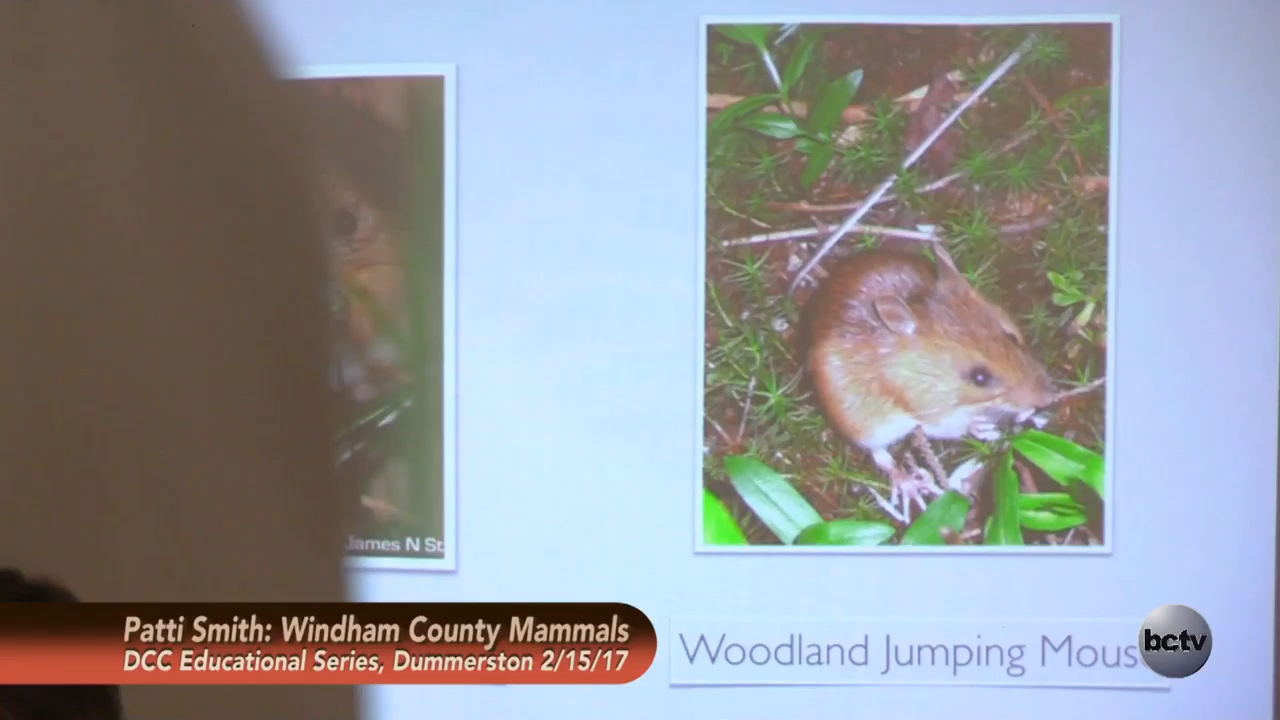 James N St
Woodland Jumping Mous
Patti Smith: Windham County Mammals
DCC Educational Series, Dummerston 2/15/17
bctv